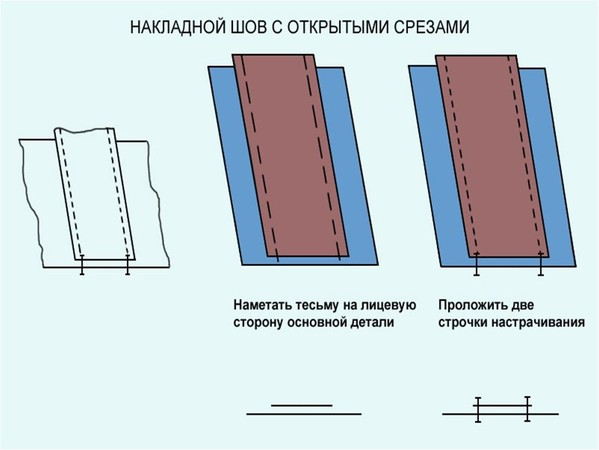 НАКЛАДНОЙ ШОВ С ОТКРЫТЫМИ СРЕЗАМИ
Наметать тесьму на лицевую
сторону основной детали
Проложить две
строчки настрачивания